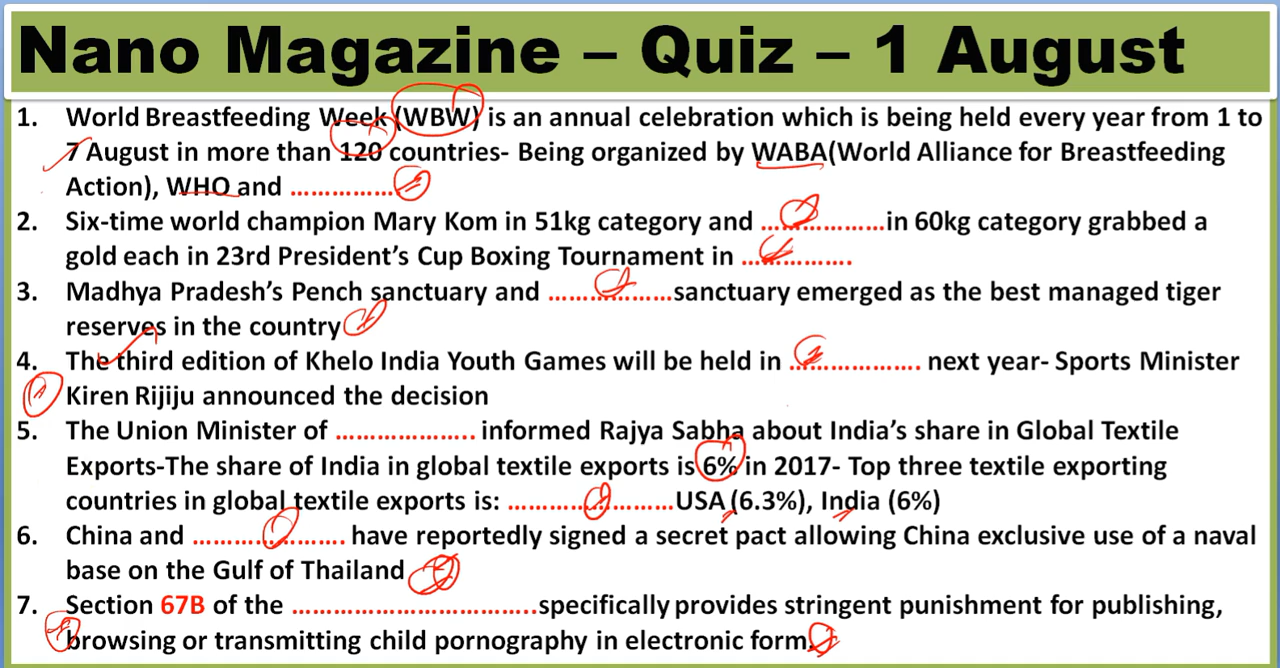 Nano Magazine – Quiz – 1 August
1. World Breastfeeding Week (WBW) is an annual celebration which is being held every year from 1 to
7 August in more than 120 countries- Being organized by WABA(World Alliance for Breastfeeding
Action), WHO and ……………
2. Six-time world champion Mary Kom in 51kg category and ………………in 60kg category grabbed a
gold each in 23rd President’s Cup Boxing Tournament in ……………..
3. Madhya Pradesh’s Pench sanctuary and ………………sanctuary emerged as the best managed tiger
reserves in the country
4. The third edition of Khelo India Youth Games will be held in ………………. next year- Sports Minister
Kiren Rijiju announced the decision
5. The Union Minister of ……………….. informed Rajya Sabha about India’s share in Global Textile
Exports-The share of India in global textile exports is 6% in 2017- Top three textile exporting
countries in global textile exports is: ……………………USA (6.3%), India (6%)
6. China and …………………. have reportedly signed a secret pact allowing China exclusive use of a naval
base on the Gulf of Thailand
7. Section 67B of the ………………………………..specifically provides stringent punishment for publishing,
browsing or transmitting child pornography in electronic form.